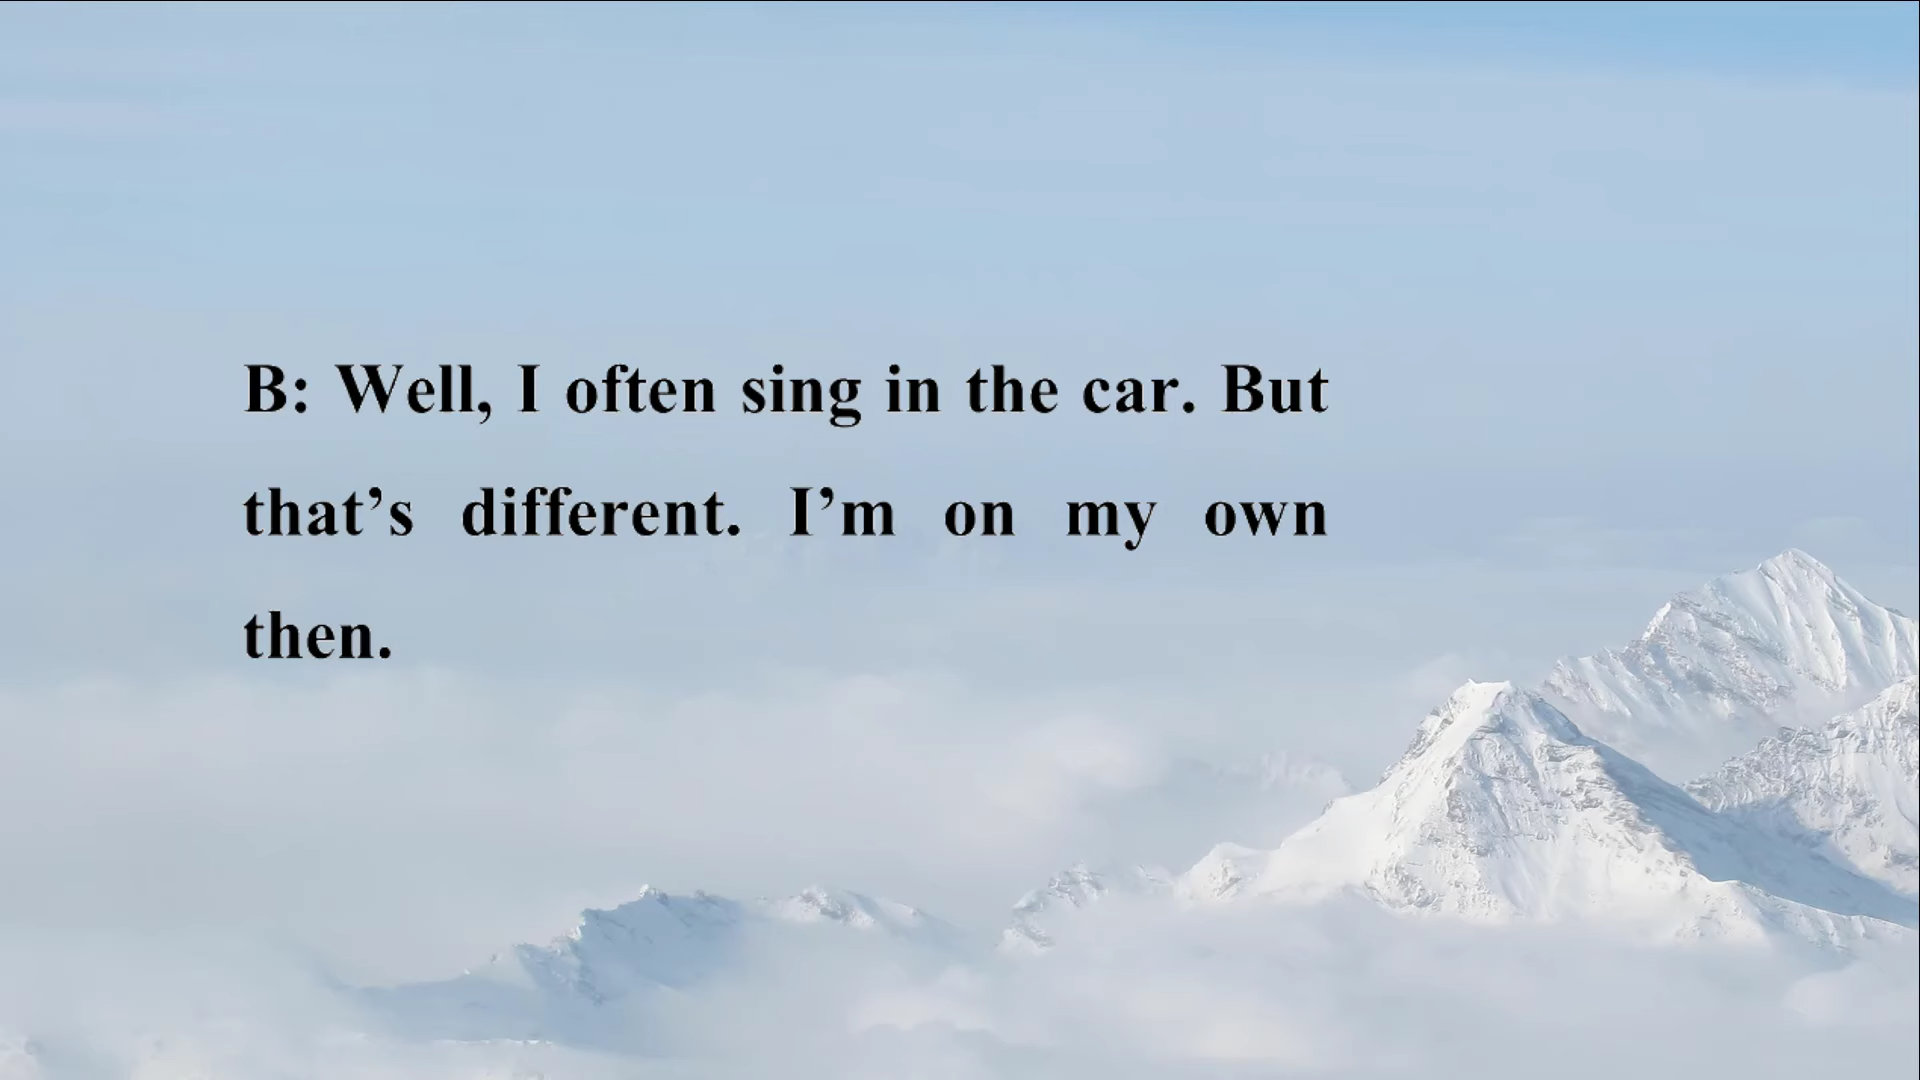 B: Well, I often sing in the car. But
that’s different. I’m on my own
then.